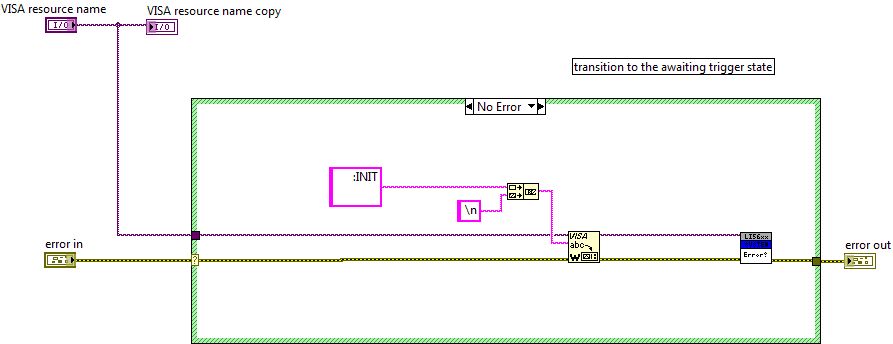 VISA resource name
VISA resource name copy
I/O
I/O
transition to the awaiting trigger state
No Error
:INIT
\n
VISA
abc
W
LI56xx
Error?
error in
?
error out